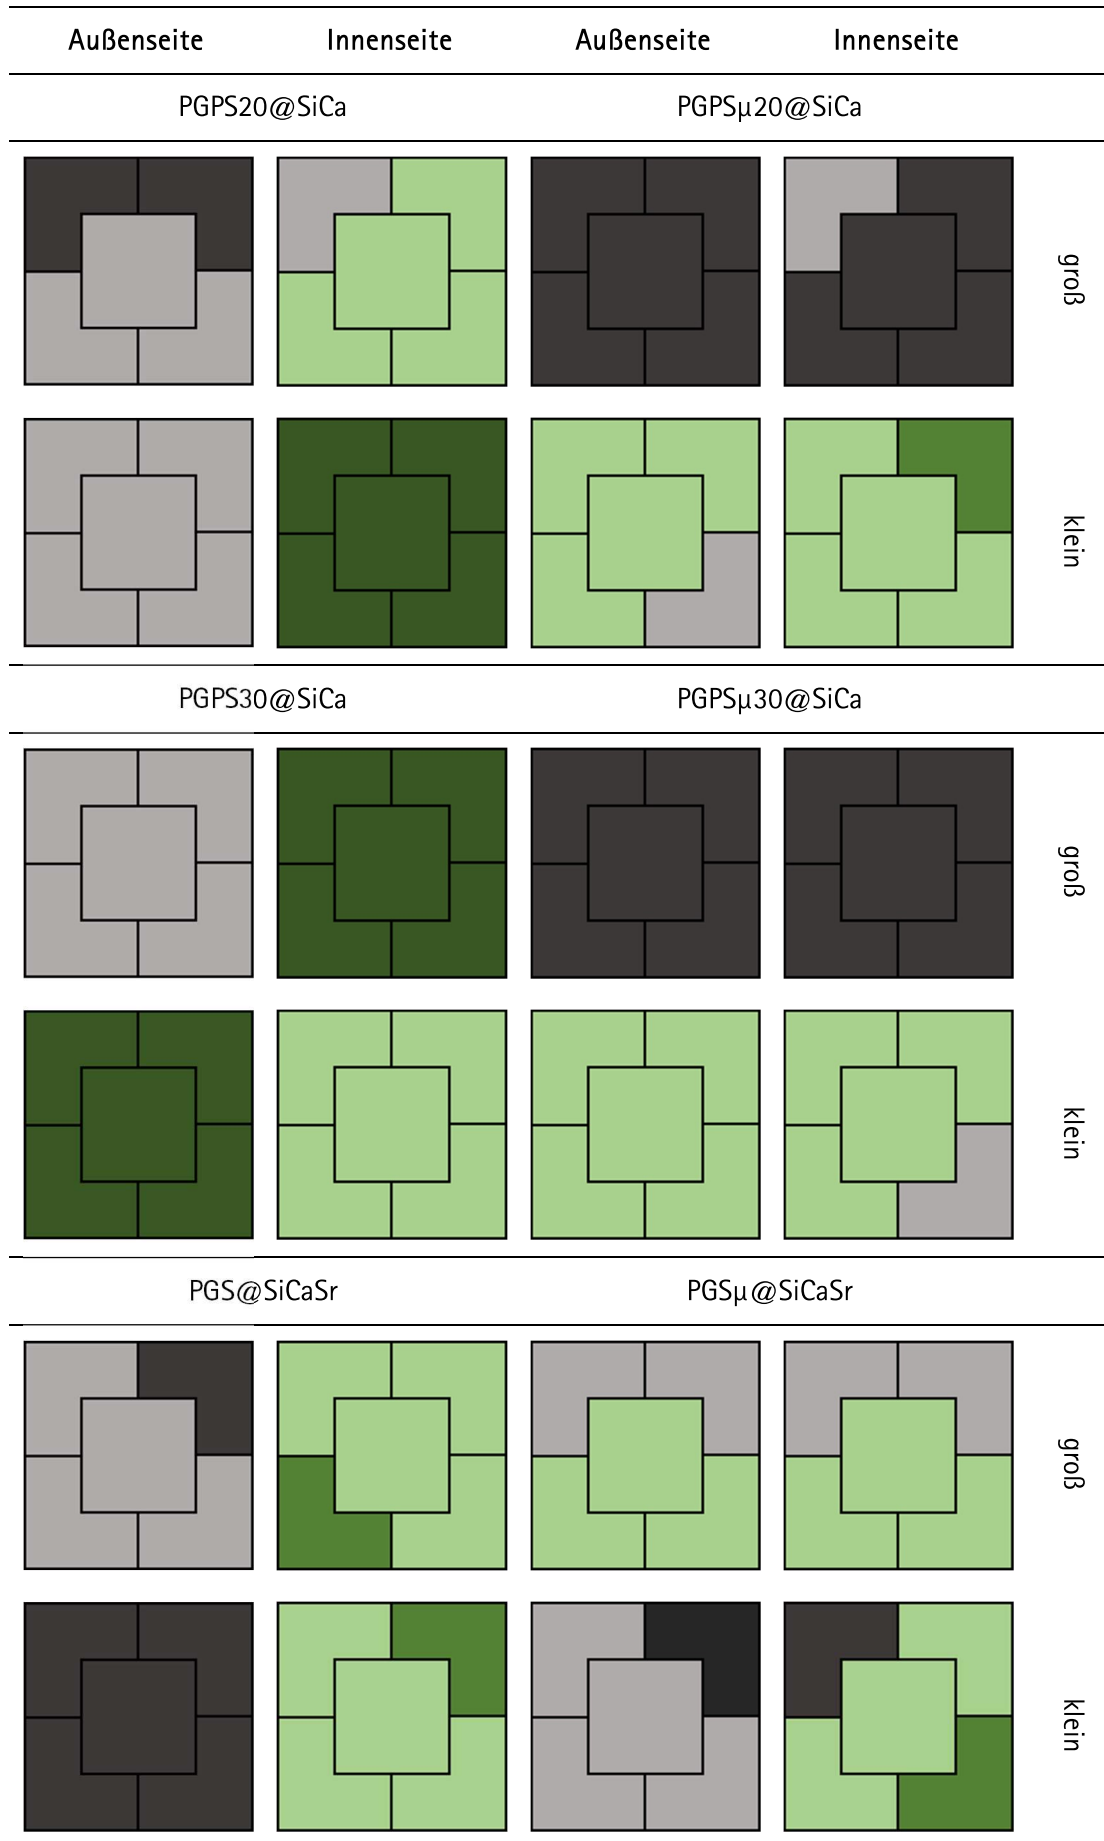 Außenseite Innenseite Außenseite Innenseite
PGPS20@SiCa PGPSµ20@SiCa
groß
klein
PGPS30@SiCa PGPSµ30@SiCa
groß
klein
PGS@SiCaSr PGSµ@SiCaSr
groß
klein